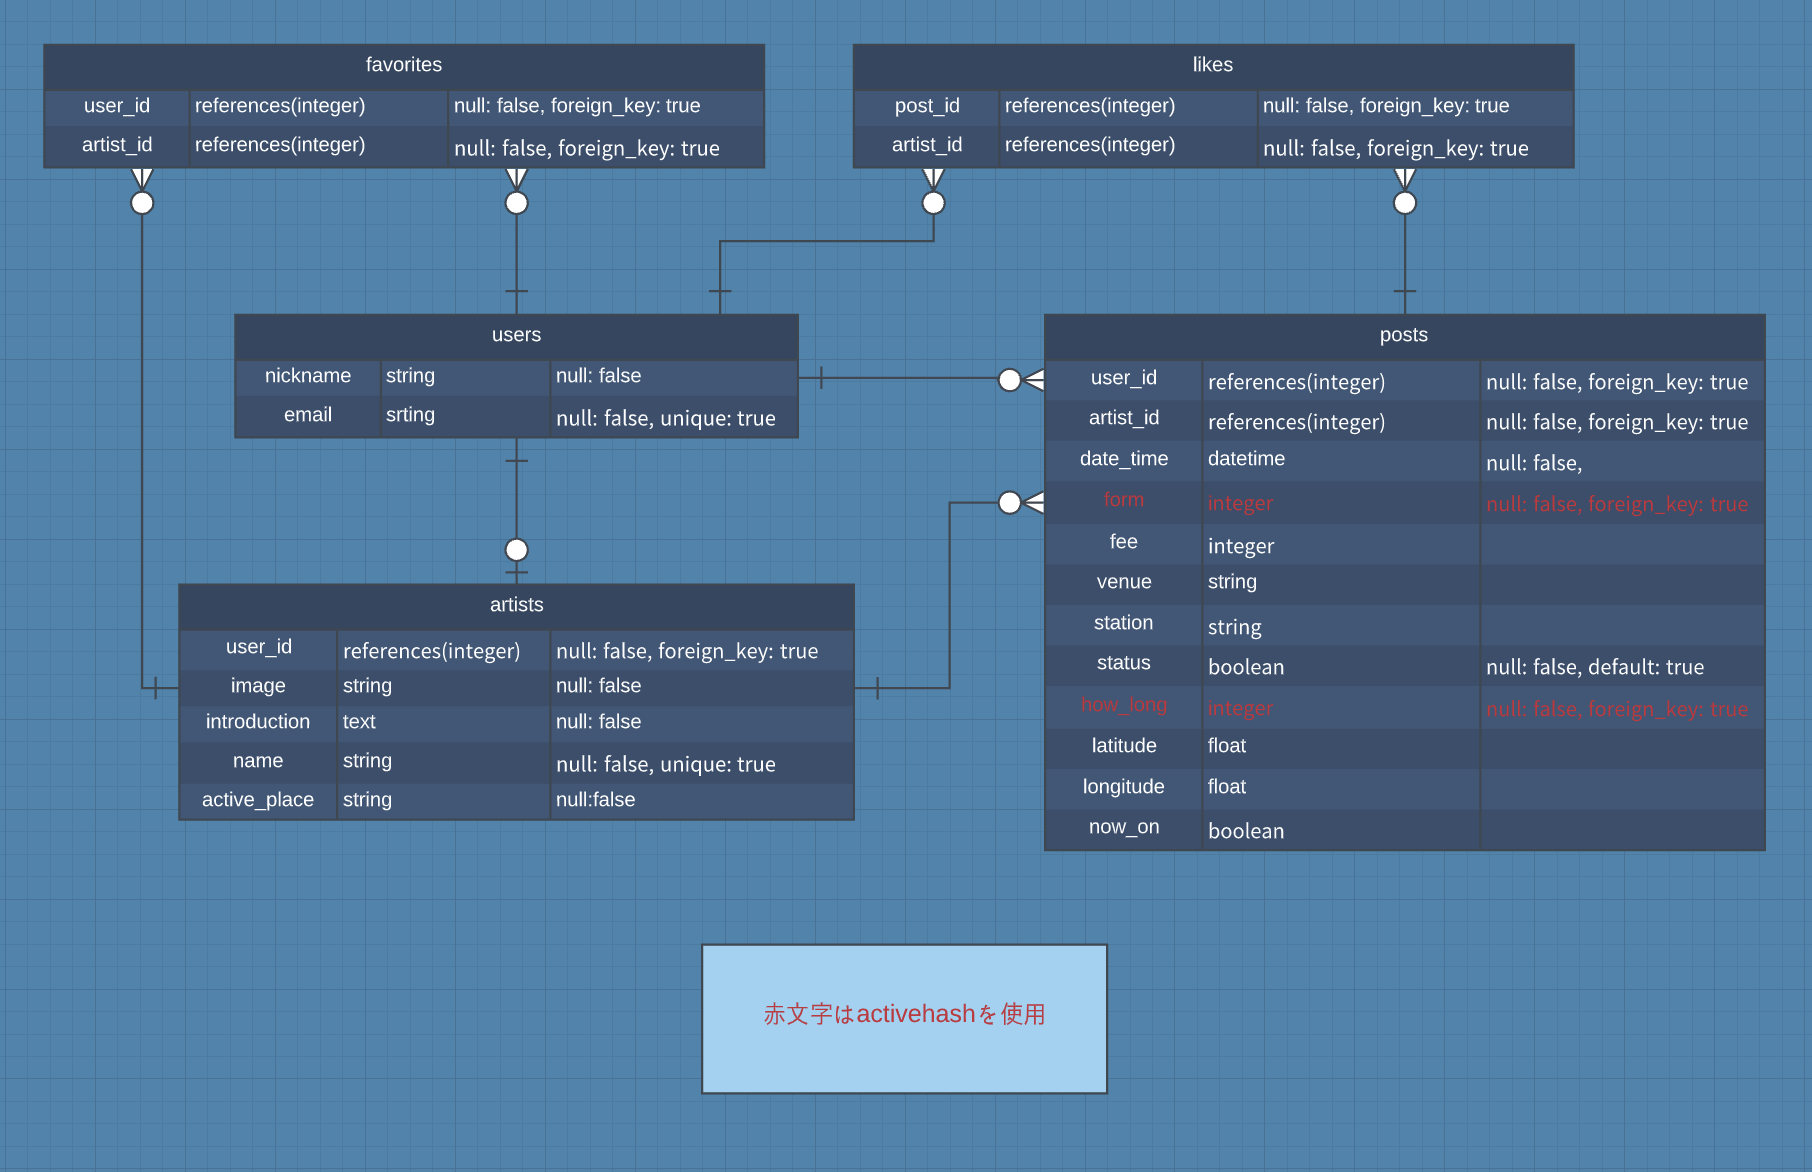 favorites
user_id references(integer) null: false, foreign_key: true
artist_id references(integer) null: false, foreign_key: true
likes
post_id references(integer) null: false, foreign_key: true
artist_id references(integer) null: false, foreign_key: true
users
nickname string null: false
email srting null: false, unique: true
posts
user_id references(integer) null: false, foreign_key: true
artist_id references(integer) null: false, foreign_key: true
date_time datetime null: false,
form integer null: false, foreign_key: true
fee integer
venue string
station string
status boolean null: false, default: true
how_long integer null: false, foreign_key: true
latitude float
longitude float
now_on boolean
artists
user_id references(integer) null: false, foreign_key: true
image string null: false
introduction text null: false
name string null: false, unique: true
active_place string null:false
赤文字はactivehashを使用